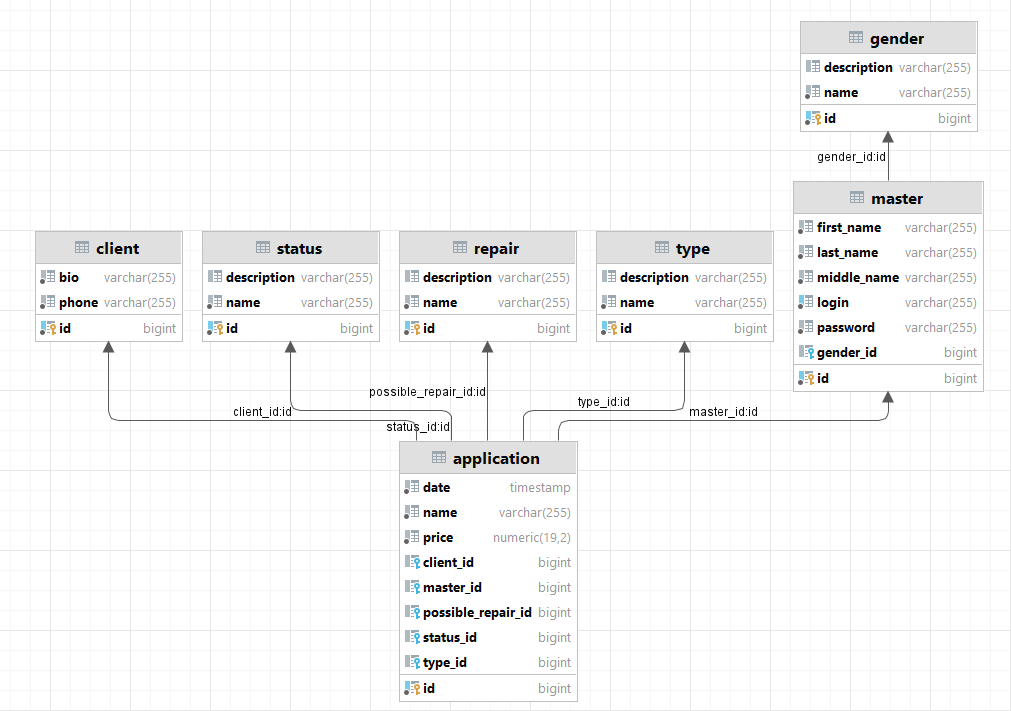 gender
description varchar(255)
name varchar(255)
id bigint
gender_id:id
master
first_name varchar(255)
last_name varchar(255)
middle_name varchar(255)
login varchar(255)
password varchar(255)
gender_id bigint
id bigint
client
bio varchar(255)
phone varchar(255)
id bigint
status
description varchar(255)
name varchar(255)
id bigint
repair
description varchar(255)
name varchar(255)
id bigint
type
description varchar(255)
name varchar(255)
id bigint
possible_repair_id:id
type_id:id
client_id:id
master_id:id
status_id:id
application
date timestamp
name varchar(255)
price numeric(19,2)
client_id bigint
master_id bigint
possible_repair_id bigint
status_id bigint
type_id bigint
id bigint